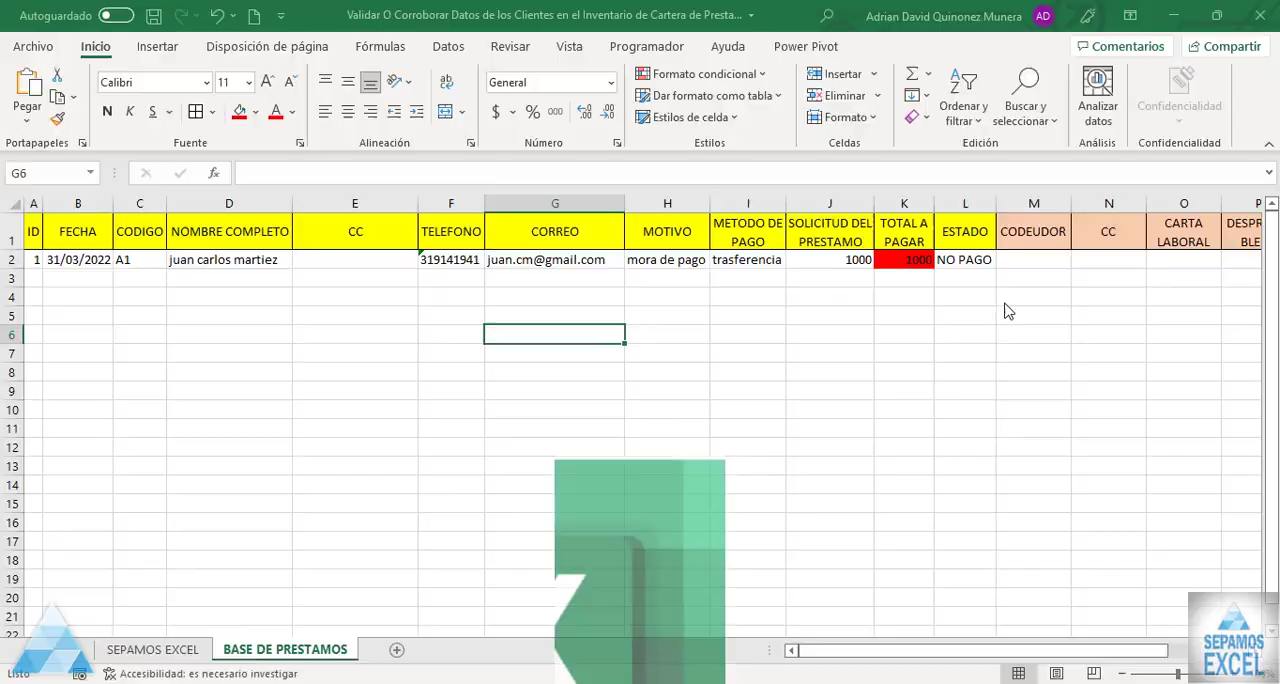 Autoguardado
Validar O Corroborar Datos de los Clientes en el Inventario de Cartera de Presta...
Adrian David Quinonez Munera
AD
Archivo Inicio Insertar Disposición de página Fórmulas Datos Revisar Vista Programador Ayuda Power Pivot
Comentarios Compartir
Pegar
Calibri 11
N K S
General
$ % 000
Formato condicional
Dar formato como tabla
Estilos de celda
Insertar
Eliminar
Formato
Ordenar y
filtrar
Buscar y
seleccionar
Analizar
datos
Confidencialidad
Portapapeles Fuente Alineación Número Estilos Celdas Edición Análisis Confidencialidad
G6 fx
A B C D E F G H I J K L M N O P
1 ID FECHA CODIGO NOMBRE COMPLETO CC TELEFONO CORREO MOTIVO METODO DE PAGO SOLICITUD DEL PRESTAMO TOTAL A PAGAR ESTADO CODEUDOR CC CARTA LABORAL DESPR BLE
2 1 31/03/2022 A1 juan carlos martiez 319141941 juan.cm@gmail.com mora de pago trasferencia 1000 1000 NO PAGO
3
4
5
6
7
8
9
10
11
12
13
14
15
16
17
18
19
20
21
22
SEPAMOS EXCEL BASE DE PRESTAMOS
SEPAMOS
EXCEL
Listo
Accesibilidad: es necesario investigar